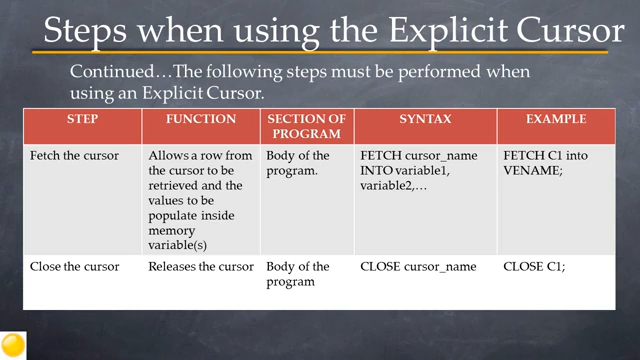 Steps when using the Explicit Cursor
Continued…The following steps must be performed when
using an Explicit Cursor.
STEP
FUNCTION
SECTION OF
PROGRAM
SYNTAX
EXAMPLE
Fetch the cursor
Allows a row from
the cursor to be
retrieved and the
values to be
populate inside
memory
variable(s)
Body of the
program.
FETCH cursor_name
INTO variable1,
variable2,…
FETCH C1 into
VENAME;
Close the cursor
Releases the cursor
Body of the
program
CLOSE cursor_name
CLOSE C1;